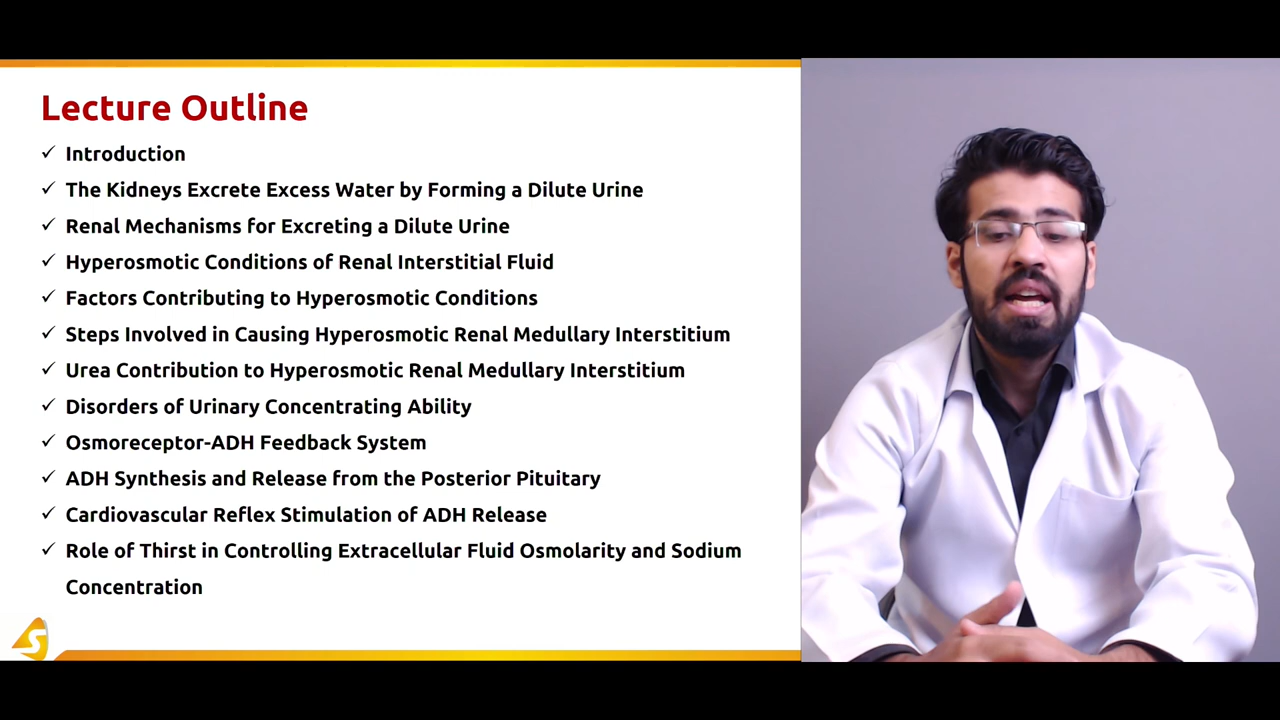 Lecture Outline
✓ Introduction
✓ The Kidneys Excrete Excess Water by Forming a Dilute Urine
✓ Renal Mechanisms for Excreting a Dilute Urine
✓ Hyperosmotic Conditions of Renal Interstitial Fluid
✓ Factors Contributing to Hyperosmotic Conditions
✓ Steps Involved in Causing Hyperosmotic Renal Medullary Interstitium
✓ Urea Contribution to Hyperosmotic Renal Medullary Interstitium
✓ Disorders of Urinary Concentrating Ability
✓ Osmoreceptor-ADH Feedback System
✓ ADH Synthesis and Release from the Posterior Pituitary
✓ Cardiovascular Reflex Stimulation of ADH Release
✓ Role of Thirst in Controlling Extracellular Fluid Osmolarity and Sodium
Concentration
S